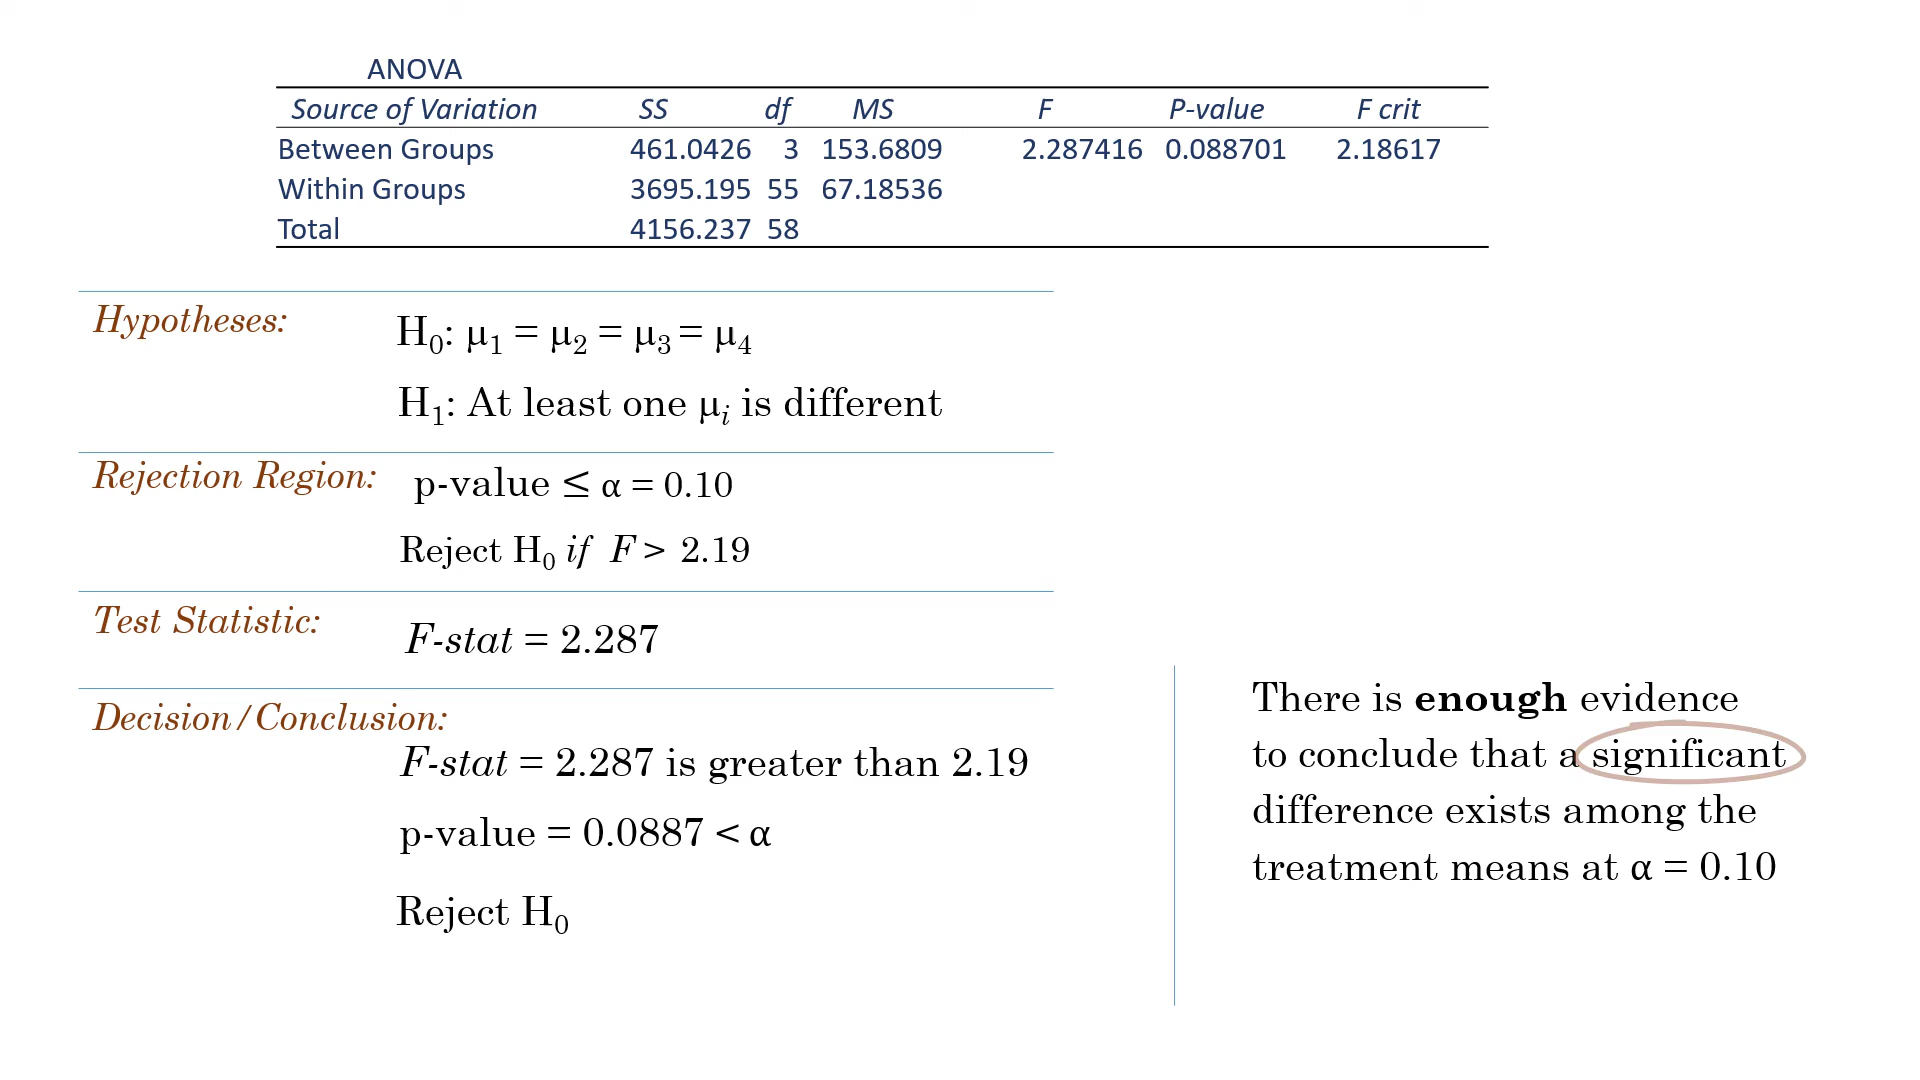 ANOVA
Source of Variation SS df MS F P-value F crit
Between Groups 461.0426 3 153.6809 2.287416 0.088701 2.18617
Within Groups 3695.195 55 67.18536
Total 4156.237 58
Hypotheses: H₀: μ₁ = μ₂ = μ₃ = μ₄
H₁: At least one μᵢ is different
Rejection Region: p-value ≤ α = 0.10
Reject H₀ if F > 2.19
Test Statistic: F-stat = 2.287
Decision/Conclusion:
F-stat = 2.287 is greater than 2.19
p-value = 0.0887 < α
Reject H₀
There is enough evidence
to conclude that a significant
difference exists among the
treatment means at α = 0.10